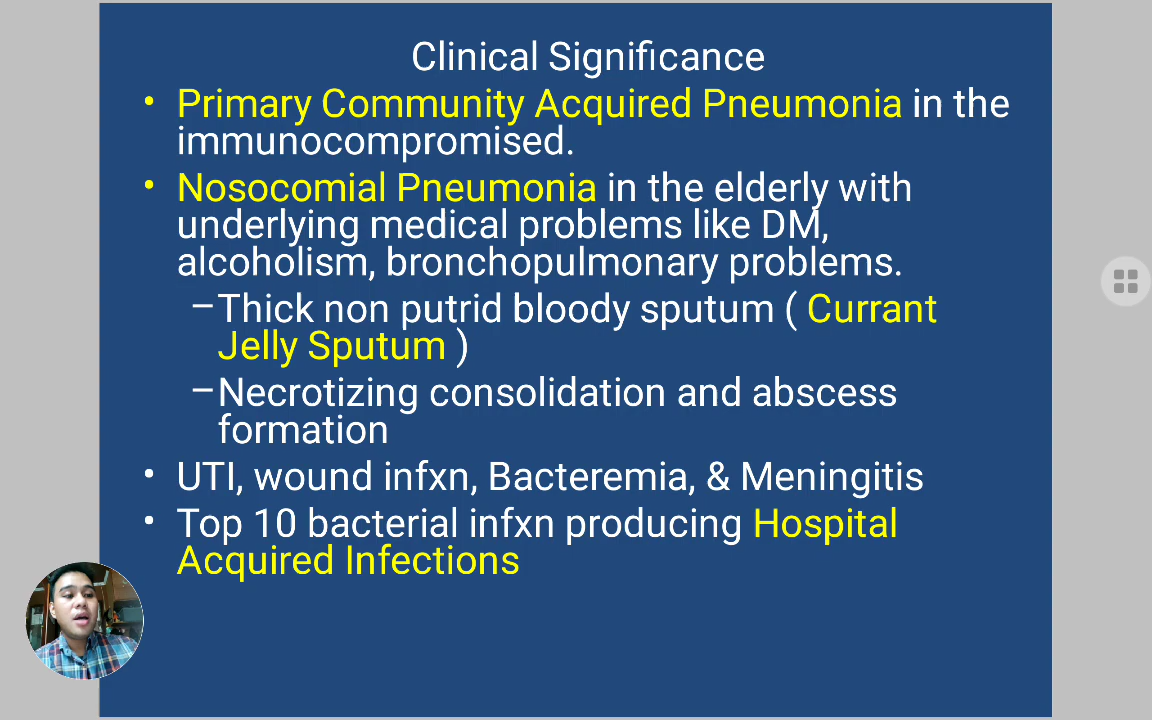 Clinical Significance
• Primary Community Acquired Pneumonia in the
immunocompromised.
• Nosocomial Pneumonia in the elderly with
underlying medical problems like DM,
alcoholism, bronchopulmonary problems.
–Thick non putrid bloody sputum ( Currant
Jelly Sputum )
–Necrotizing consolidation and abscess
formation
• UTI, wound infxn, Bacteremia, & Meningitis
• Top 10 bacterial infxn producing Hospital
Acquired Infections